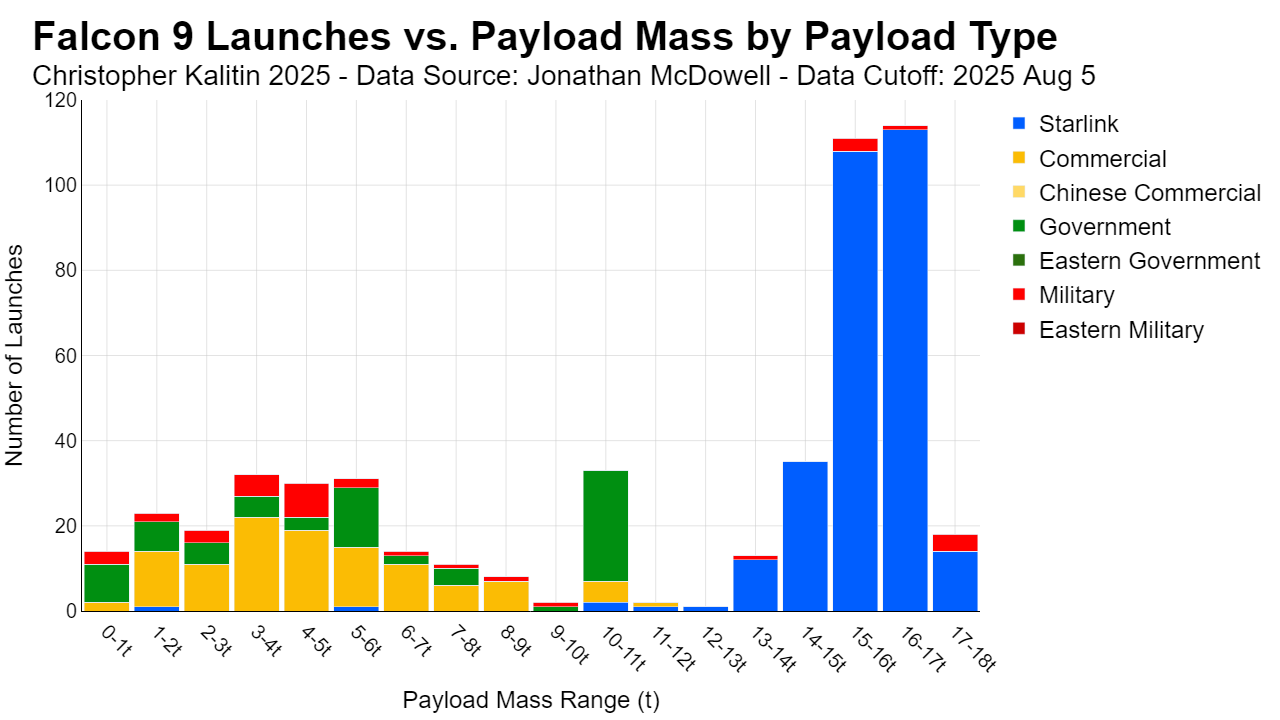 Falcon 9 Launches vs. Payload Mass by Payload Type
Christopher Kalitin 2025 - Data Source: Jonathan McDowell - Data Cutoff: 2025 Aug 5
Number of Launches
120
100
80
60
40
20
0
0-1t
1-2t
2-3t
3-4t
4-5t
5-6t
6-7t
7-8t
8-9t
9-10t
10-11t
11-12t
12-13t
13-14t
14-15t
15-16t
16-17t
17-18t
Payload Mass Range (t)
Starlink
Commercial
Chinese Commercial
Government
Eastern Government
Military
Eastern Military